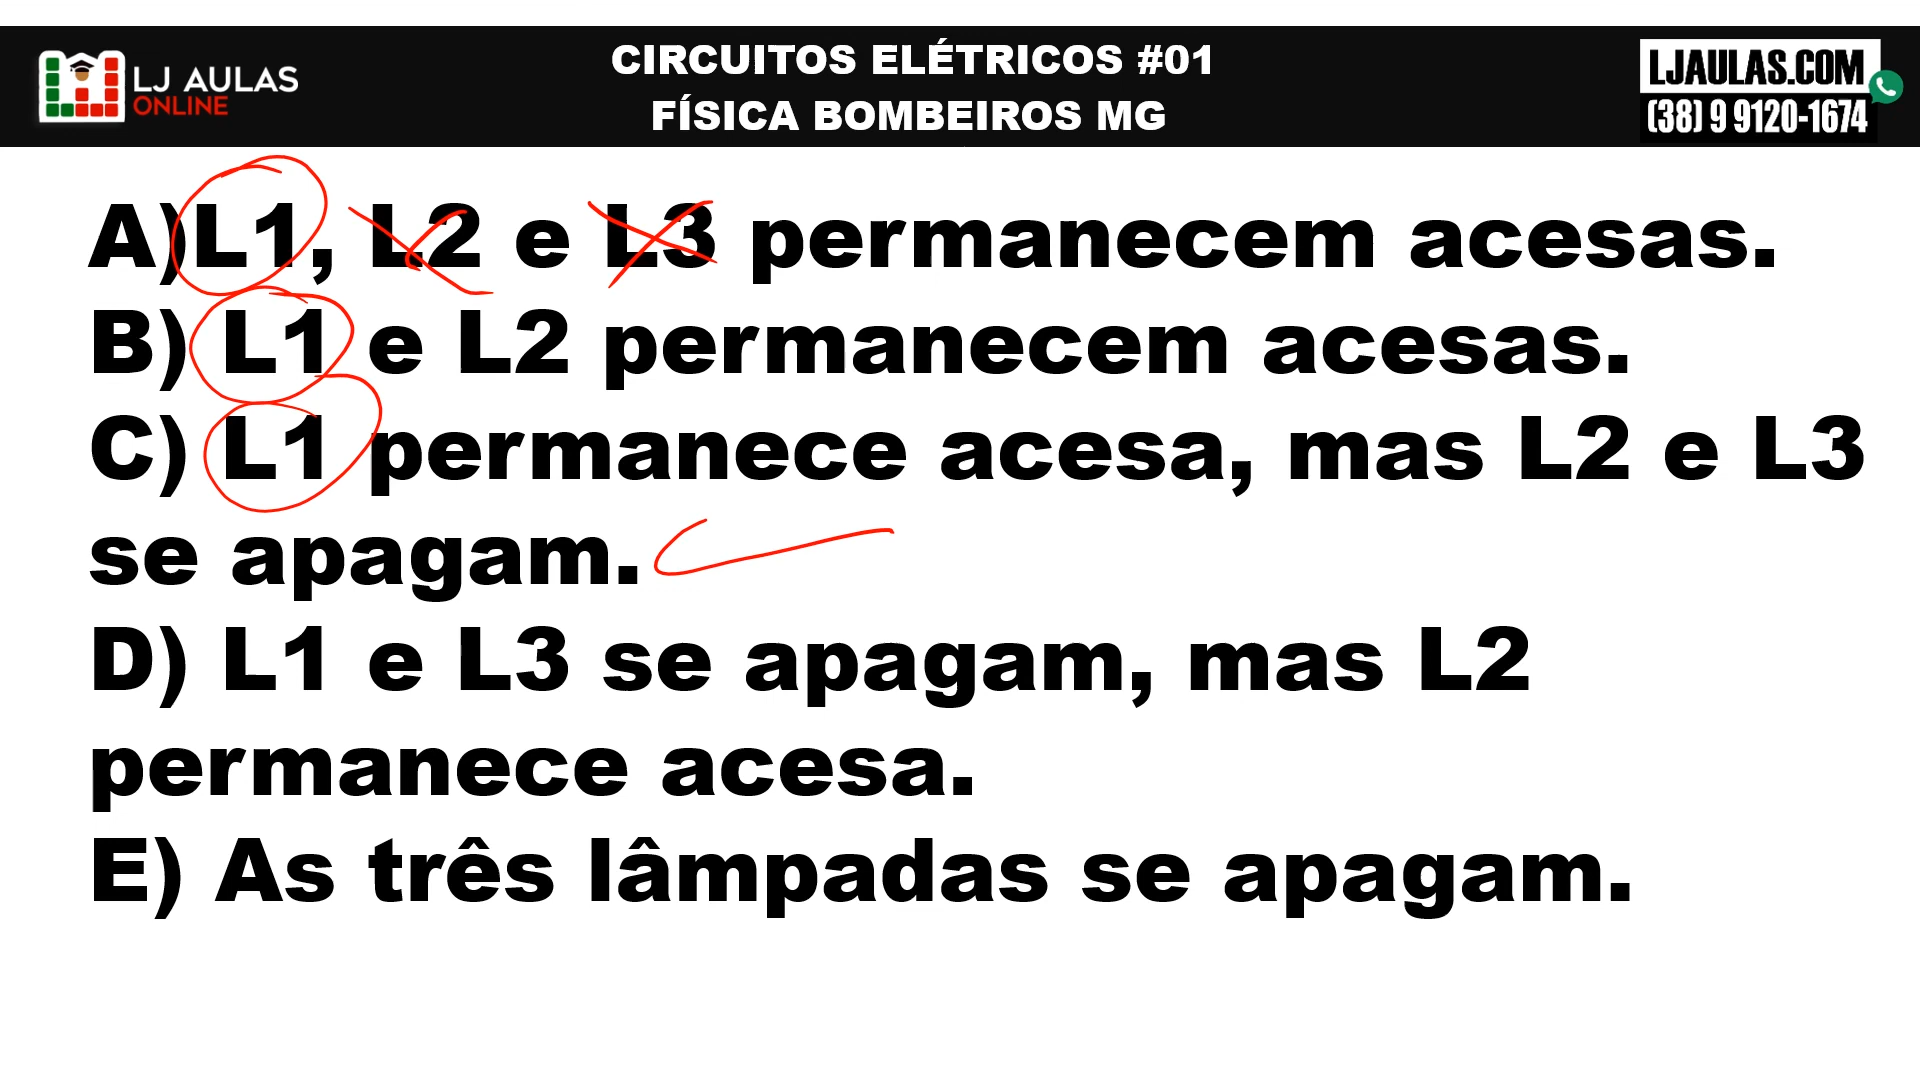 LJ AULAS
ONLINE
CIRCUITOS ELÉTRICOS #01
FÍSICA BOMBEIROS MG
LJAULAS.COM
(38) 9 9120-1674
A)L1, L2 e L3 permanecem acesas.
B) L1 e L2 permanecem acesas.
C) L1 permanece acesa, mas L2 e L3
se apagam.
D) L1 e L3 se apagam, mas L2
permanece acesa.
E) As três lâmpadas se apagam.